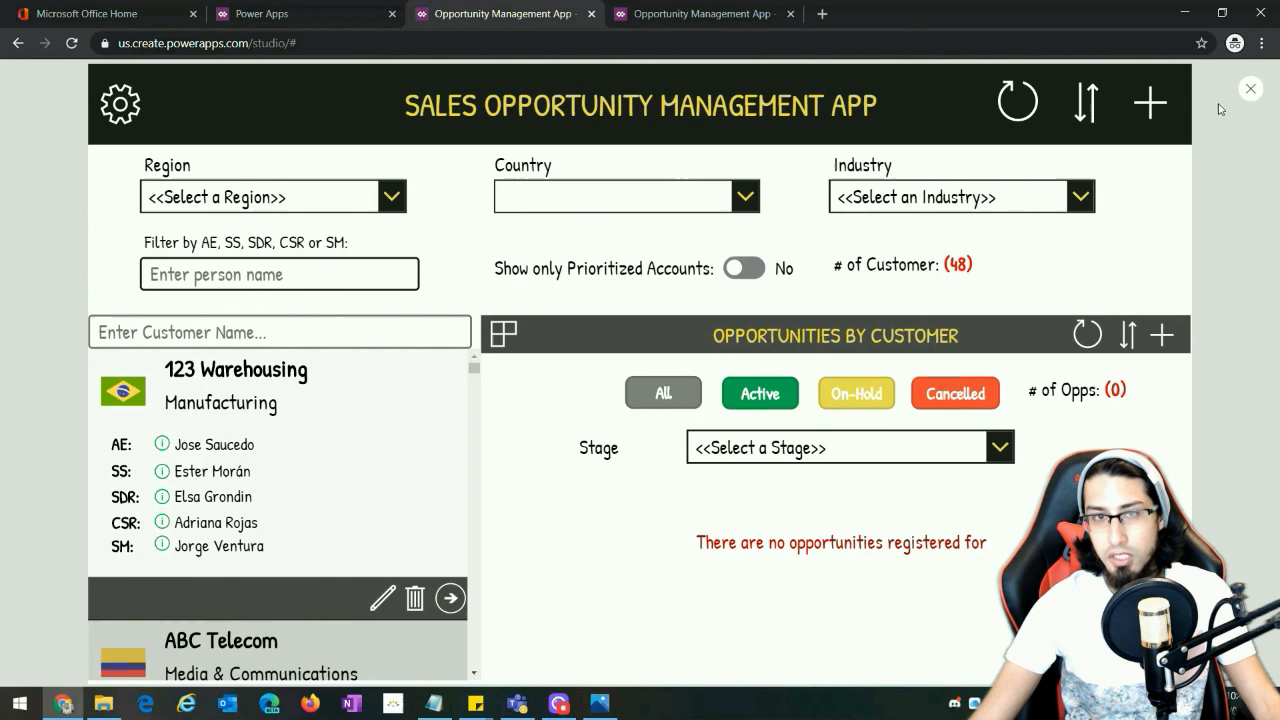 Microsoft Office Home
Power Apps
Opportunity Management App -
Opportunity Management App -
us.create.powerapps.com/studio/#
SALES OPPORTUNITY MANAGEMENT APP
Region
Country
Industry
<<Select a Region>>
<<Select an Industry>>
Filter by AE, SS, SDR, CSR or SM:
Enter person name
Show only Prioritized Accounts:
No
# of Customer: (48)
Enter Customer Name...
OPPORTUNITIES BY CUSTOMER
123 Warehousing
Manufacturing
All
Active
On-Hold
Cancelled
# of Opps: (0)
AE: Jose Saucedo
SS: Ester Morán
SDR: Elsa Grondin
CSR: Adriana Rojas
SM: Jorge Ventura
Stage
<<Select a Stage>>
There are no opportunities registered for
ABC Telecom
Media & Communications